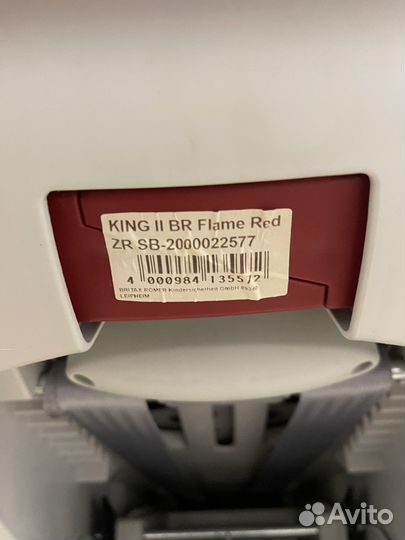 KING II BR Flame Red
ZR SB-2000022577
4 000984 135572
BRITAX RÖMER Kindersicherheit GmbH
LEIPHEIM
Avito